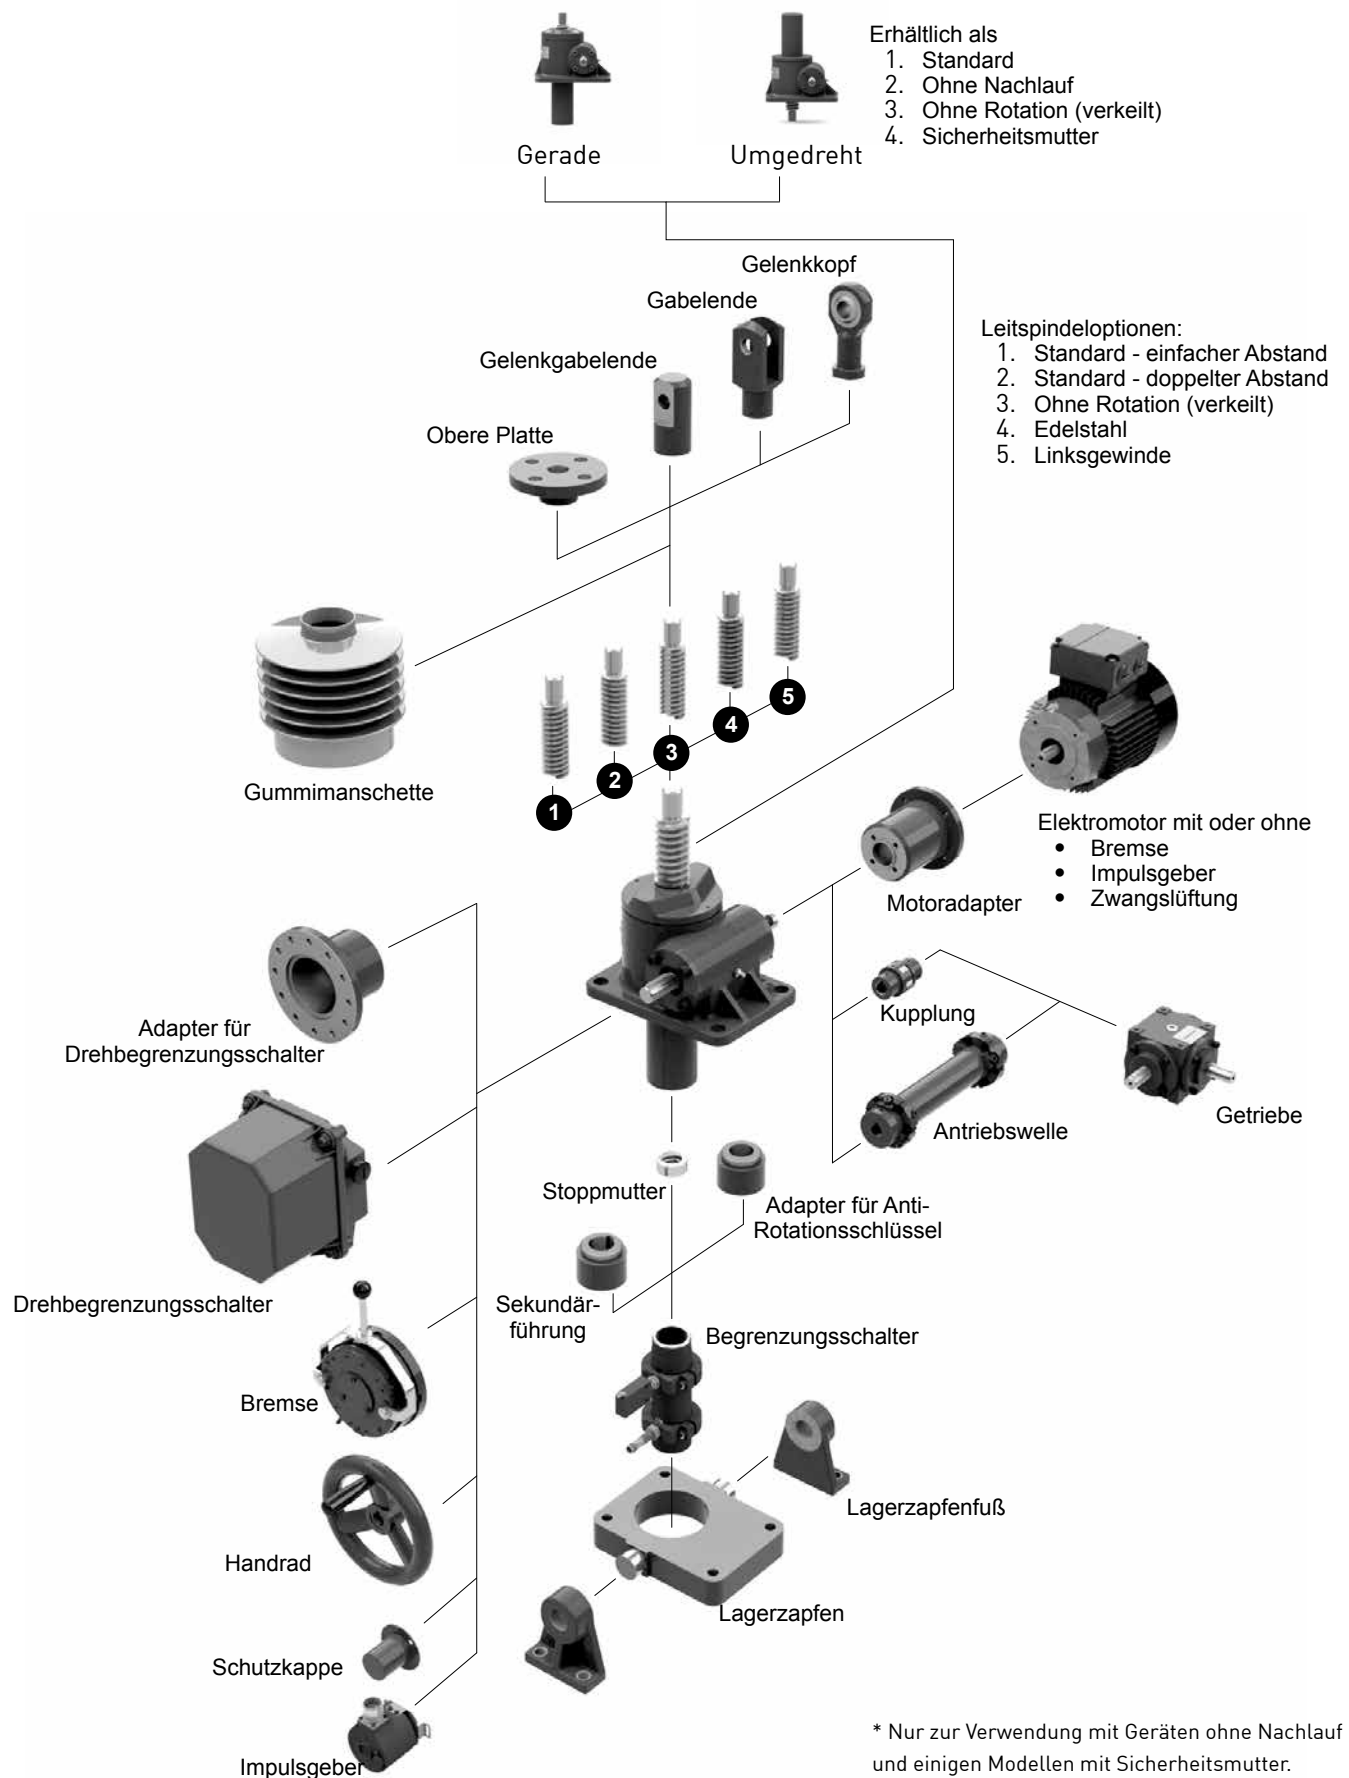 Erhältlich als
1. Standard
2. Ohne Nachlauf
3. Ohne Rotation (verkeilt)
4. Sicherheitsmutter
Gerade
Umgedreht
Gelenkkopf
Gabelende
Gelenkgabelende
Obere Platte
Leitspindeloptionen:
1. Standard - einfacher Abstand
2. Standard - doppelter Abstand
3. Ohne Rotation (verkeilt)
4. Edelstahl
5. Linksgewinde
Gummimanschette
1
2
3
4
5
Elektromotor mit oder ohne
• Bremse
• Impulsgeber
• Zwangslüftung
Motoradapter
Adapter für
Drehbegrenzungsschalter
Kupplung
Getriebe
Antriebswelle
Stoppmutter
Adapter für Anti-
Rotationsschlüssel
Drehbegrenzungsschalter
Sekundär-
führung
Begrenzungsschalter
Bremse
Lagerzapfenfuß
Handrad
Lagerzapfen
Schutzkappe
Impulsgeber
* Nur zur Verwendung mit Geräten ohne Nachlauf
und einigen Modellen mit Sicherheitsmutter.